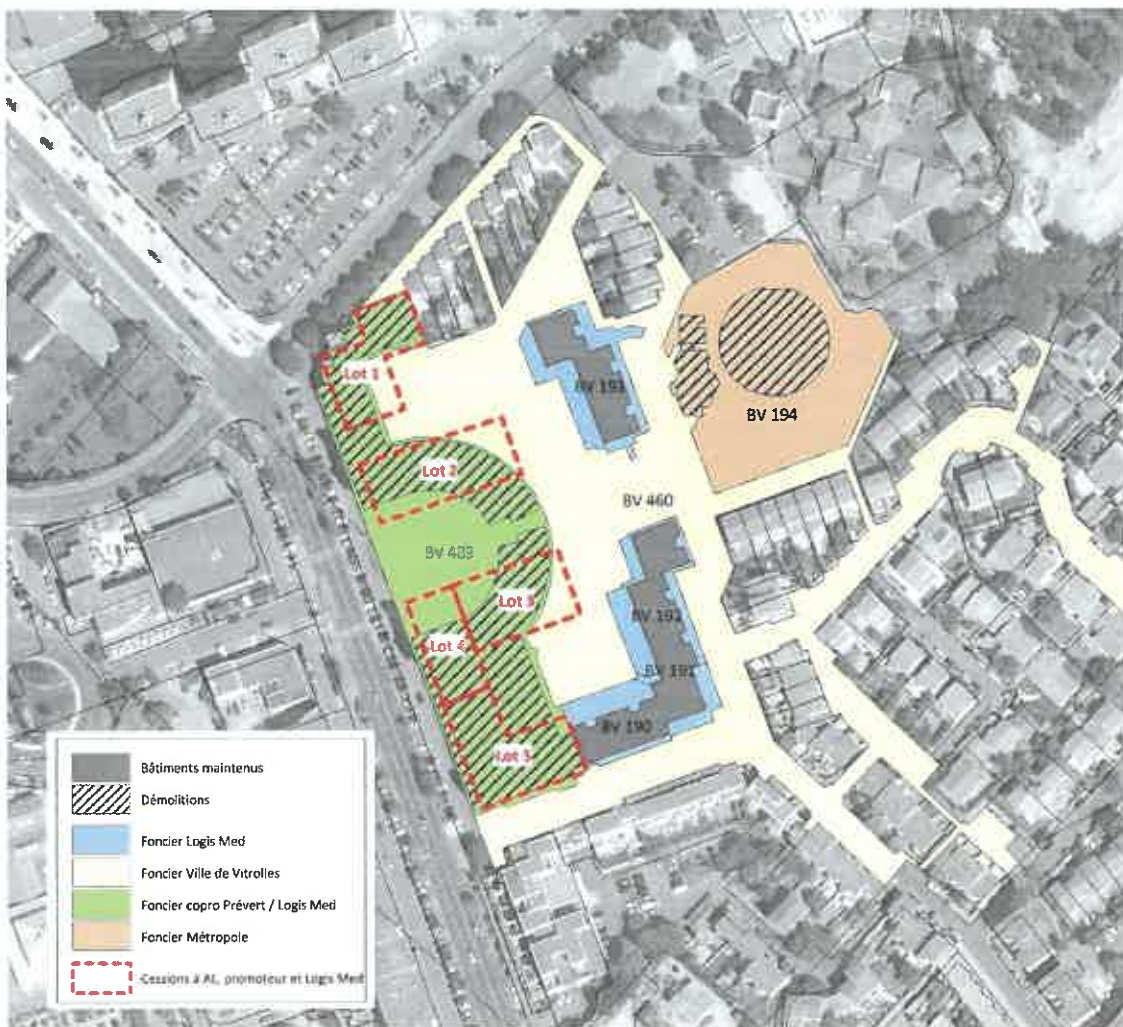 Lot 1
BV 193
BV 194
Lot 2
BV 460
BV 483
Lot 3
BV 192
Lot 4
BV 191
BV 190
Lot 5
Bâtiments maintenus
Démolitions
Foncier Logis Med
Foncier Ville de Vitrolles
Foncier copro Prévert / Logis Med
Foncier Métropole
Cessions à AL, promoteur et Logis Med